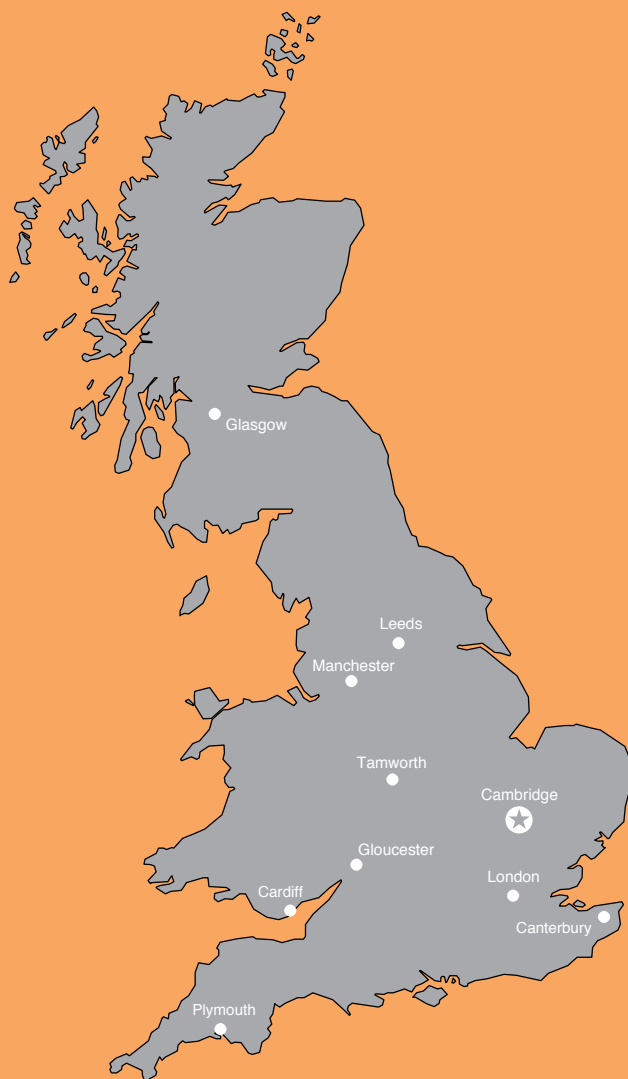 Glasgow
Leeds
Manchester
Tamworth
Cambridge
Gloucester
London
Cardiff
Canterbury
Plymouth